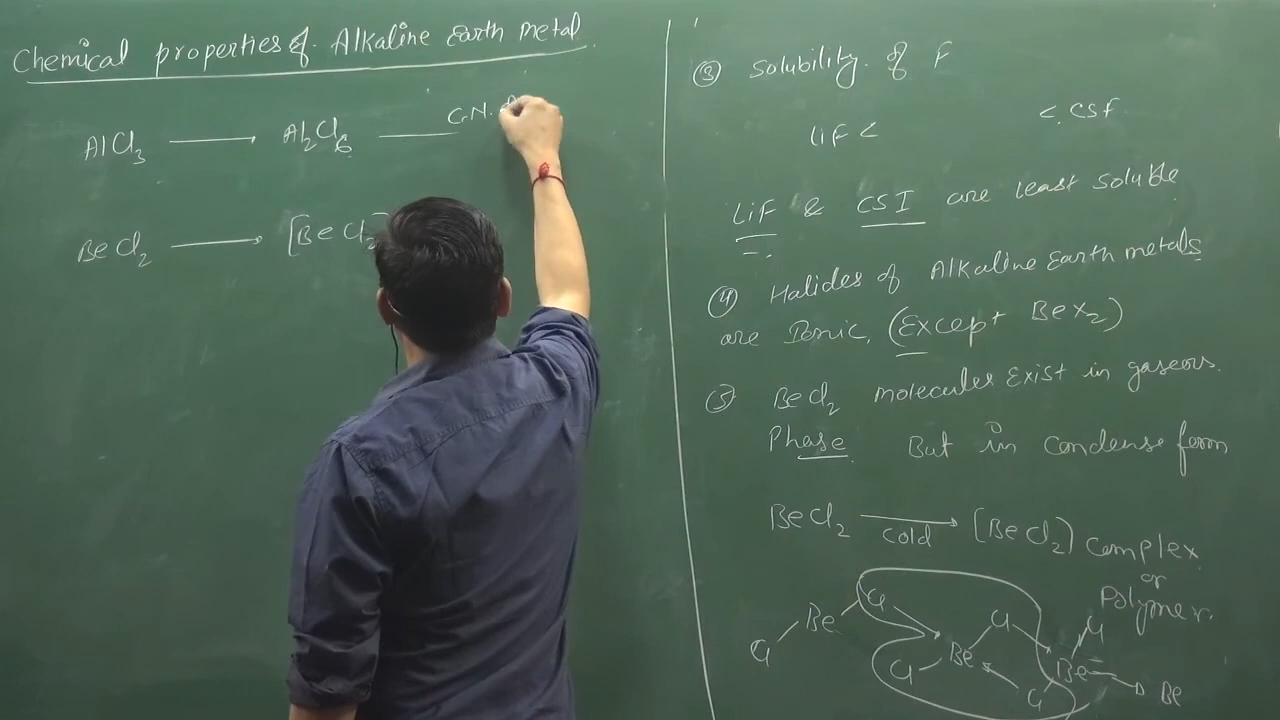 Chemical properties of Alkaline Earth metal
AlCl3 → Al2Cl6 — C.N. o
BeCl2 → [BeCl2]
③ Solubility of F
LiF < < CSF
LiF & CSI are least soluble
④ Halides of Alkaline Earth metals
are Ionic, (Except BeX2)
⑤ BeCl2 molecules exist in gaseous
Phase. But in condense form
BeCl2 → cold [BeCl2] complex
or
Polymer.
Cl Be Cl Cl Be Cl Cl Be Cl Be